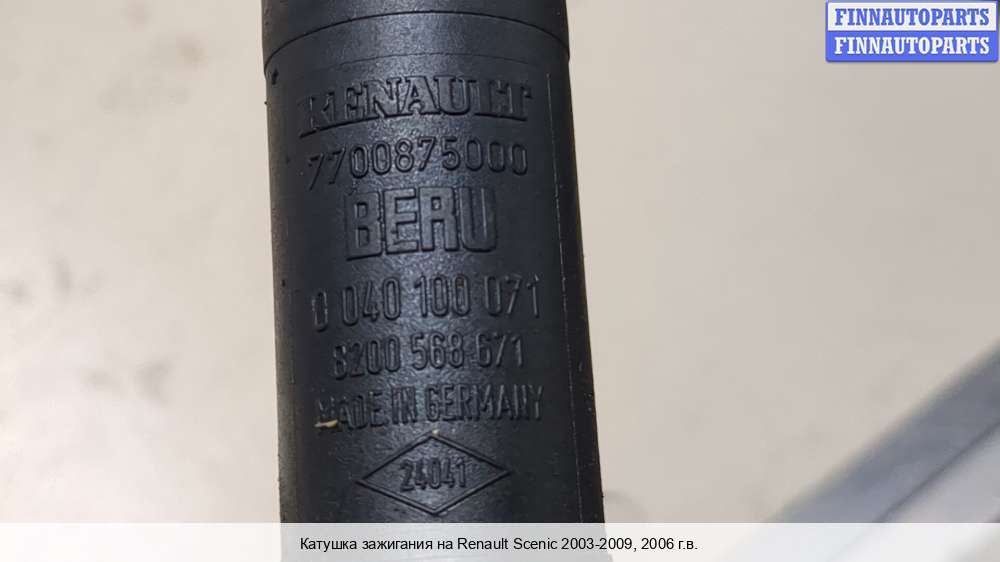 FINNAUTOPARTS
FINNAUTOPARTS
RENAULT
7700875000
BERU
0 040 100 071
8200 568 671
MADE IN GERMANY
24041
Катушка зажигания на Renault Scenic 2003-2009, 2006 г.в.